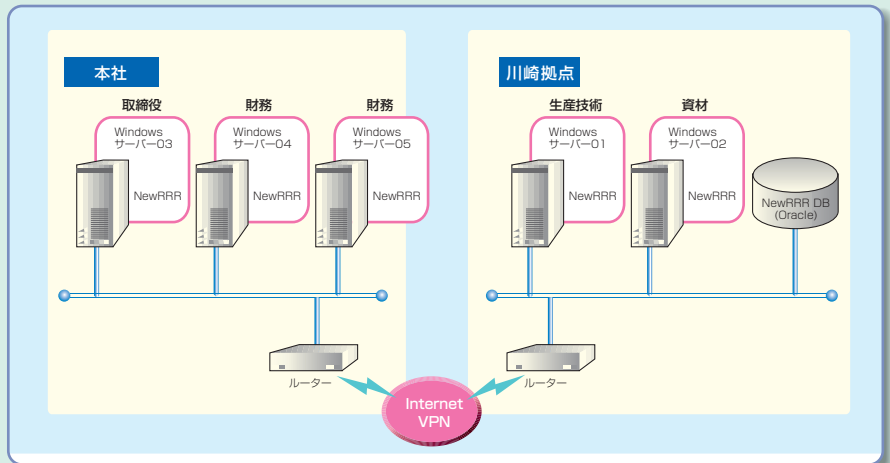 本社
取締役
Windows
サーバー03
NewRRR
財務
Windows
サーバー04
NewRRR
財務
Windows
サーバー05
NewRRR
ルーター
川崎拠点
生産技術
Windows
サーバー01
NewRRR
資材
Windows
サーバー02
NewRRR
NewRRR DB
(Oracle)
ルーター
Internet
VPN